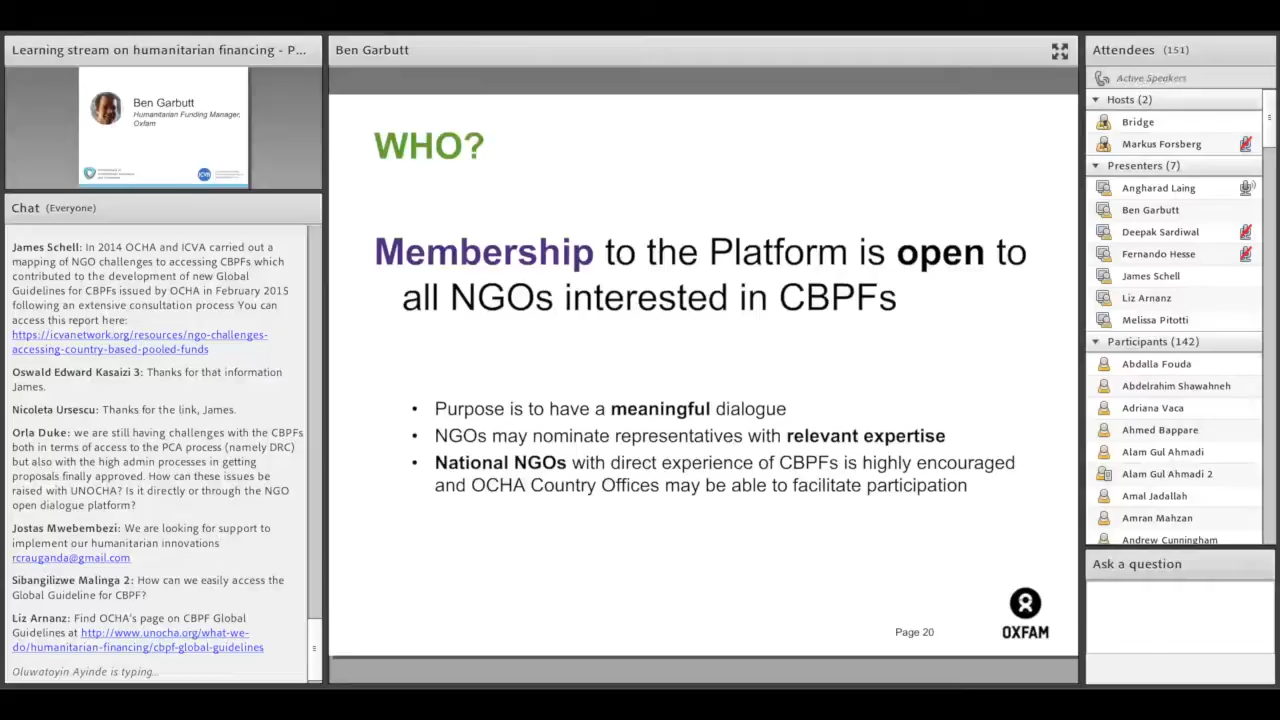 Learning stream on humanitarian financing - P...
Ben Garbutt
Humanitarian Funding Manager,
Oxfam
Chat (Everyone)
James Schell: In 2014 OCHA and ICVA carried out a
mapping of NGO challenges to accessing CBPFs which
contributed to the development of new Global
Guidelines for CBPFs issued by OCHA in February 2015
following an extensive consultation process You can
access this report here:
https://icvanetwork.org/resources/ngo-challenges-
accessing-country-based-pooled-funds
Oswald Edward Kasaizi 3: Thanks for that information
James.
Nicoleta Ursescu: Thanks for the link, James.
Orla Duke: we are still having challenges with the CBPFs
both in terms of access to the PCA process (namely DRC)
but also with the high admin processes in getting
proposals finally approved. How can these issues be
raised with UNOCHA? Is it directly or through the NGO
open dialogue platform?
Jostas Mwebembezi: We are looking for support to
implement our humanitarian innovations
rcrauganda@gmail.com
Sibangilizwe Malinga 2: How can we easily access the
Global Guideline for CBPF?
Liz Arnanz: Find OCHA's page on CBPF Global
Guidelines at http://www.unocha.org/what-we-
do/humanitarian-financing/cbpf-global-guidelines
Oluwatoyin Ayinde is typing...
Ben Garbutt
WHO?
Membership to the Platform is open to
all NGOs interested in CBPFs
• Purpose is to have a meaningful dialogue
• NGOs may nominate representatives with relevant expertise
• National NGOs with direct experience of CBPFs is highly encouraged
and OCHA Country Offices may be able to facilitate participation
Page 20
OXFAM
Attendees (151)
Active Speakers
Hosts (2)
Bridge
Markus Forsberg
Presenters (7)
Angharad Laing
Ben Garbutt
Deepak Sardiwal
Fernando Hesse
James Schell
Liz Arnanz
Melissa Pitotti
Participants (142)
Abdalla Fouda
Abdelrahim Shawahneh
Adriana Vaca
Ahmed Bappare
Alam Gul Ahmadi
Alam Gul Ahmadi 2
Amal Jadallah
Amran Mahzan
Andrew Cunningham
Ask a question